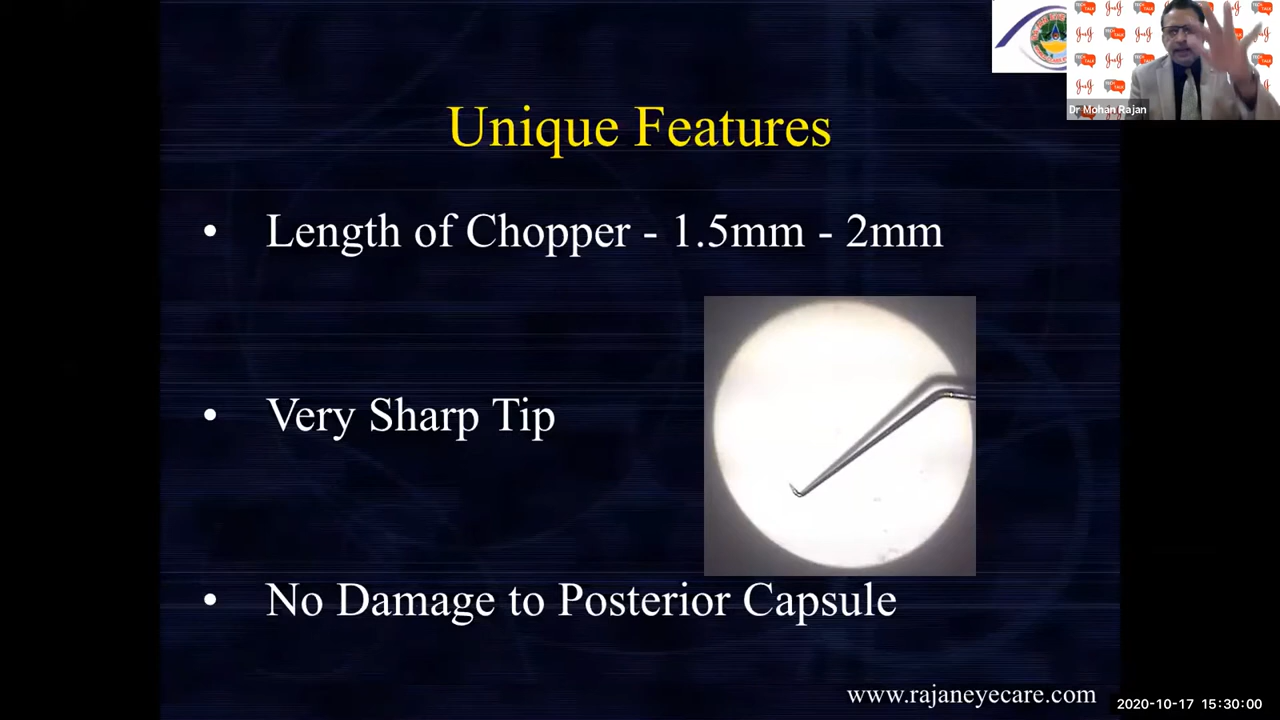 Unique Features
• Length of Chopper - 1.5mm - 2mm
• Very Sharp Tip
• No Damage to Posterior Capsule
www.rajaneyecare.com
Dr Mohan Rajan
2020-10-17 15:30:00